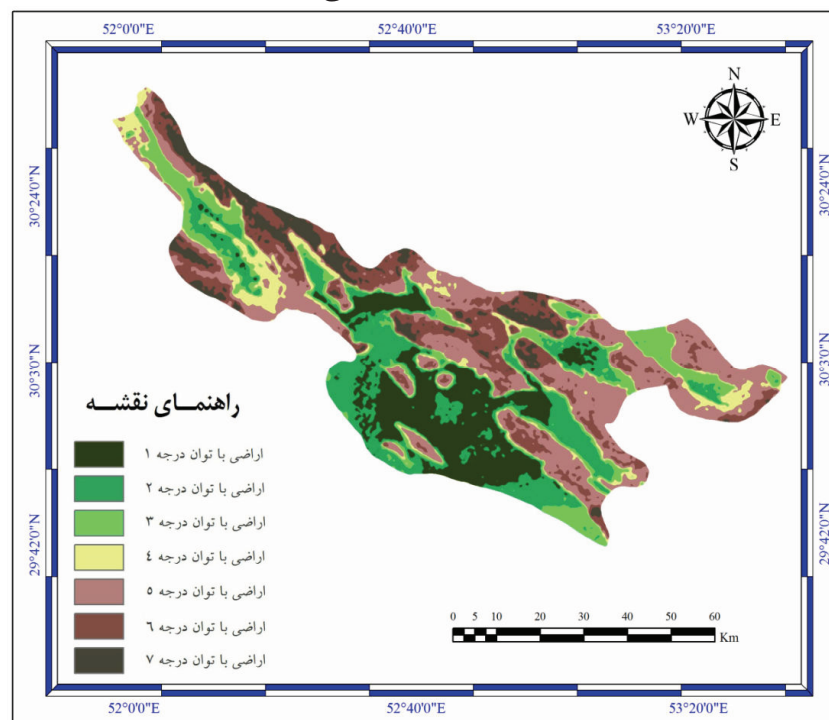 52°0'0"E 52°40'0"E 53°20'0"E
N
W E
S
30°24'0"N 30°24'0"N
30°3'0"N 30°3'0"N
29°42'0"N 29°42'0"N
راهنمـای نقشـــه
اراضی با توان درجه ۱
اراضی با توان درجه ۲
اراضی با توان درجه ۳
اراضی با توان درجه ٤
اراضی با توان درجه ٥
اراضی با توان درجه ٦
اراضی با توان درجه ۷
0 5 10 20 30 40 50 60
Km
52°0'0"E 52°40'0"E 53°20'0"E